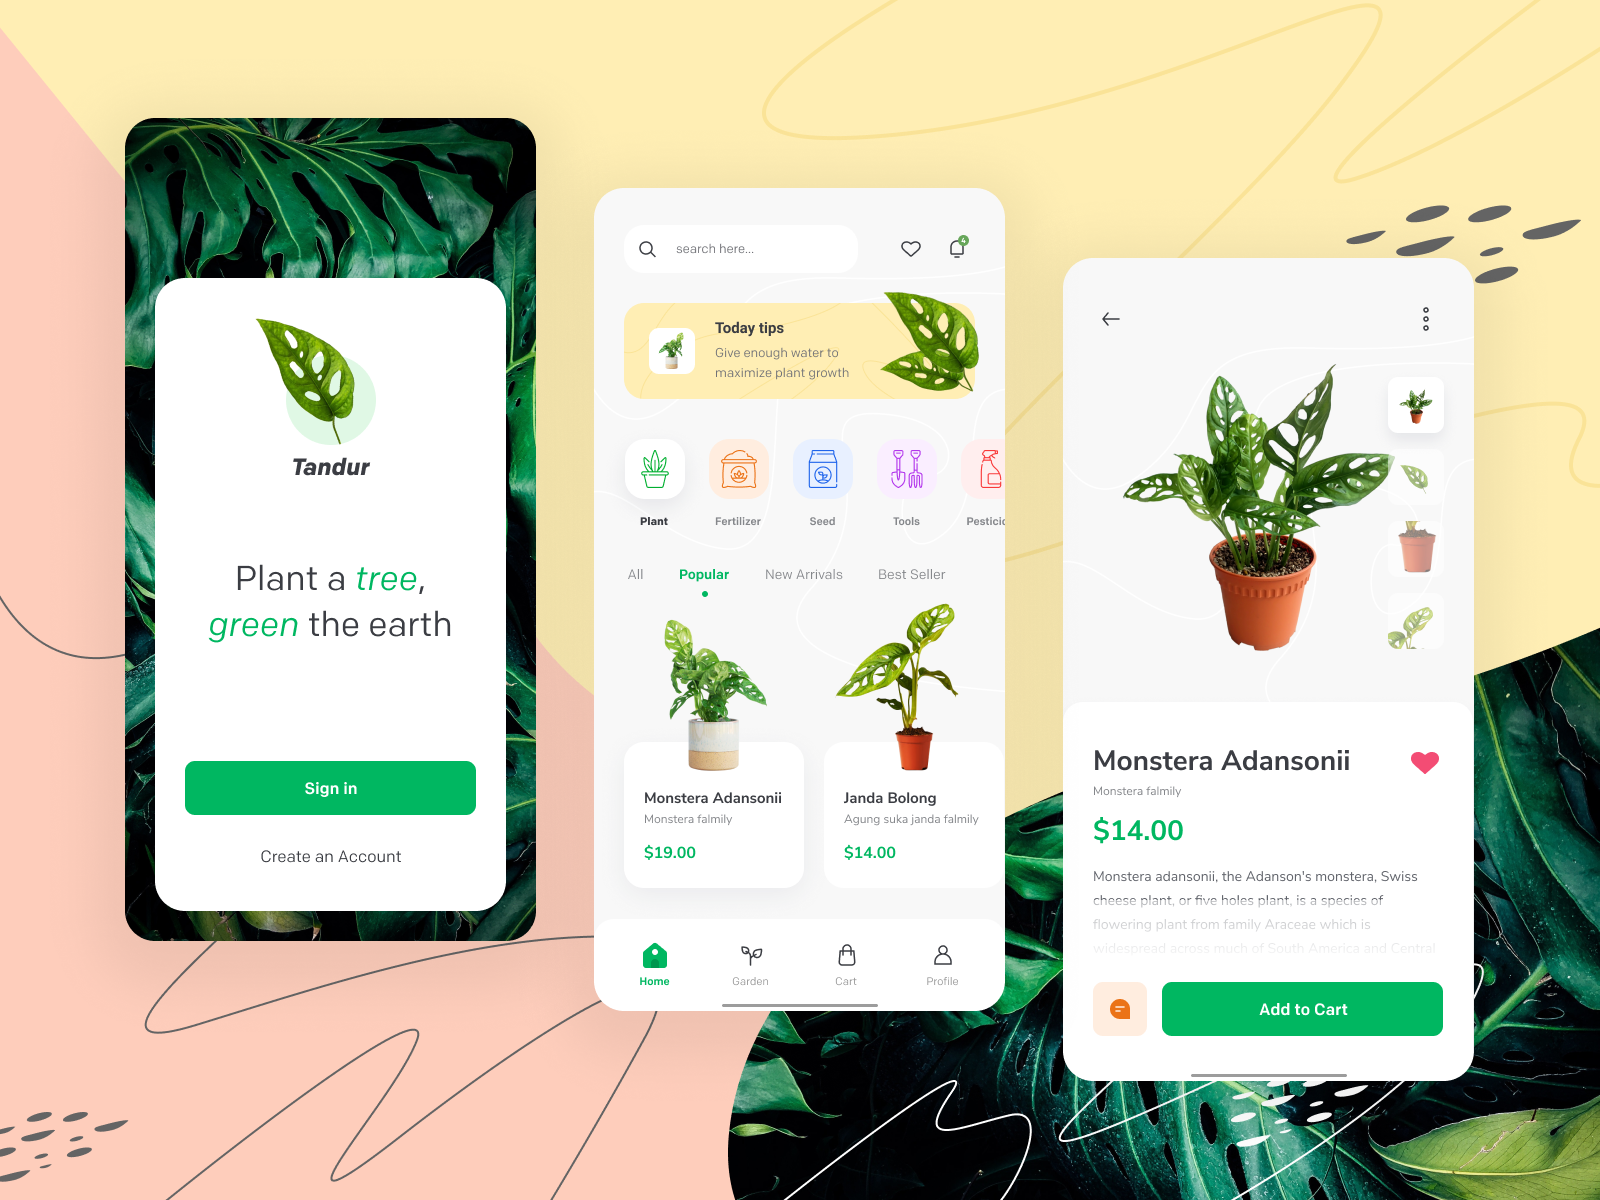 Tandur
Plant a tree,
green the earth
Sign in
Create an Account
search here...
4
Today tips
Give enough water to
maximize plant growth
Plant
Fertilizer
Seed
Tools
Pesticid
All
Popular
New Arrivals
Best Seller
Monstera Adansonii
Monstera falmily
$19.00
Janda Bolong
Agung suka janda falmily
$14.00
Home
Garden
Cart
Profile
Monstera Adansonii
Monstera falmily
$14.00
Monstera adansonii, the Adanson's monstera, Swiss
cheese plant, or five holes plant, is a species of
flowering plant from family Araceae which is
widespread across much of South America and Central
Add to Cart